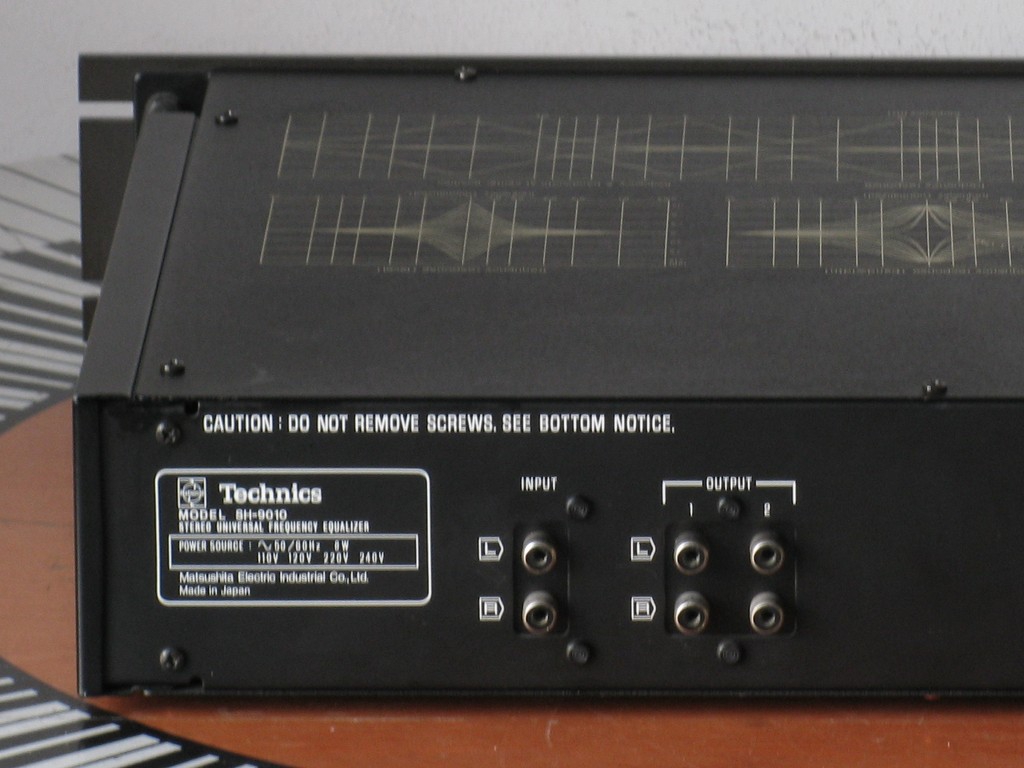 CAUTION : DO NOT REMOVE SCREWS. SEE BOTTOM NOTICE.
Technics
MODEL SH-9010
STEREO UNIVERSAL FREQUENCY EQUALIZER
POWER SOURCE : ∿ 50/60Hz 8W
110V 120V 220V 240V
Matsushita Electric Industrial Co., Ltd.
Made in Japan
INPUT
L
R
OUTPUT
1 2
L
R